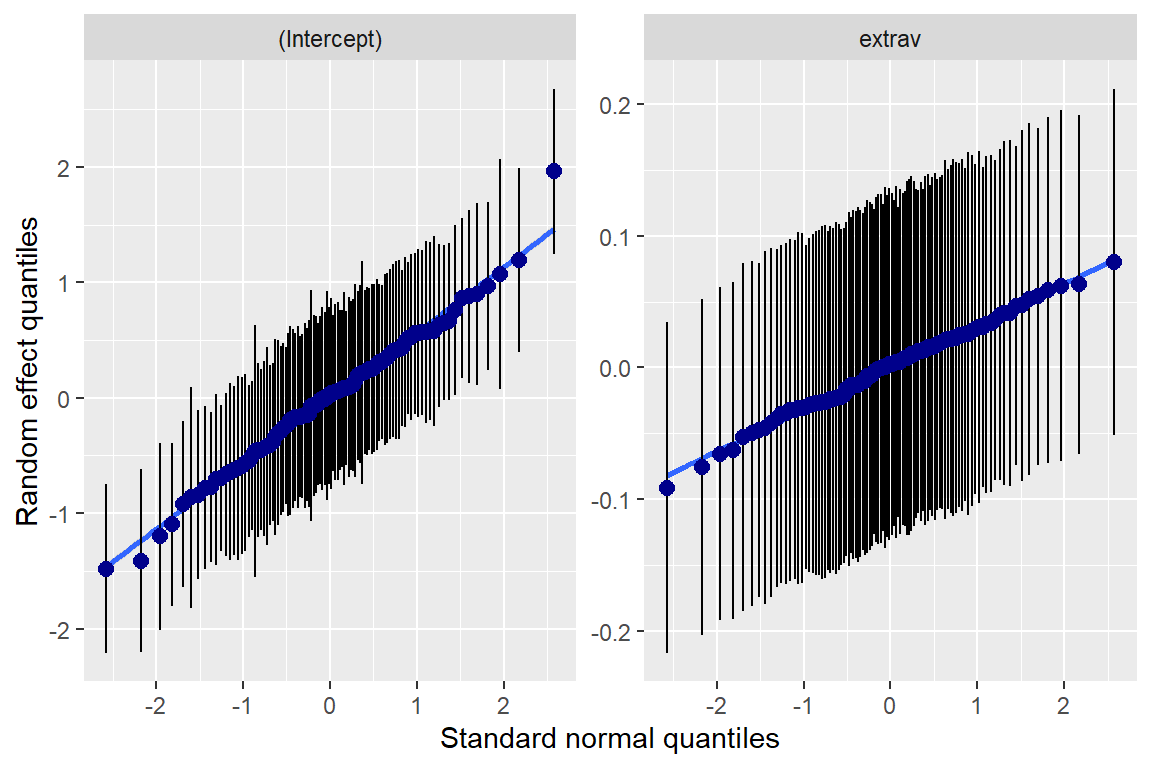 (Intercept)
extrav
Random effect quantiles
2
1
0
-1
-2
0.2
0.1
0.0
-0.1
-0.2
-2 -1 0 1 2
-2 -1 0 1 2
Standard normal quantiles